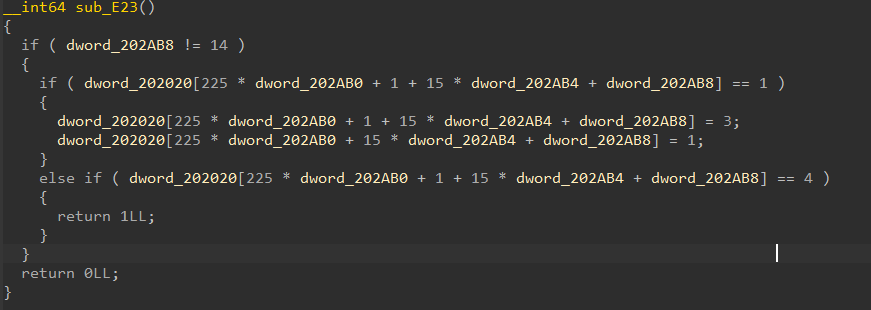 __int64 sub_E23()
{
  if ( dword_202AB8 != 14 )
  {
    if ( dword_202020[225 * dword_202AB0 + 1 + 15 * dword_202AB4 + dword_202AB8] == 1 )
    {
      dword_202020[225 * dword_202AB0 + 1 + 15 * dword_202AB4 + dword_202AB8] = 3;
      dword_202020[225 * dword_202AB0 + 15 * dword_202AB4 + dword_202AB8] = 1;
    }
    else if ( dword_202020[225 * dword_202AB0 + 1 + 15 * dword_202AB4 + dword_202AB8] == 4 )
    {
      return 1LL;
    }
  }
  return 0LL;
}